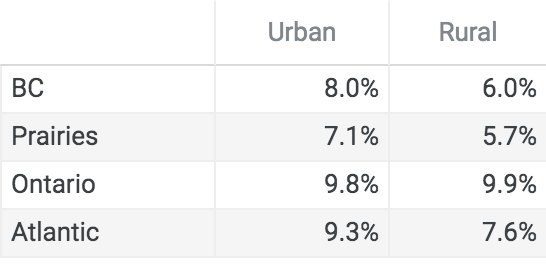 Urban Rural
BC 8.0% 6.0%
Prairies 7.1% 5.7%
Ontario 9.8% 9.9%
Atlantic 9.3% 7.6%